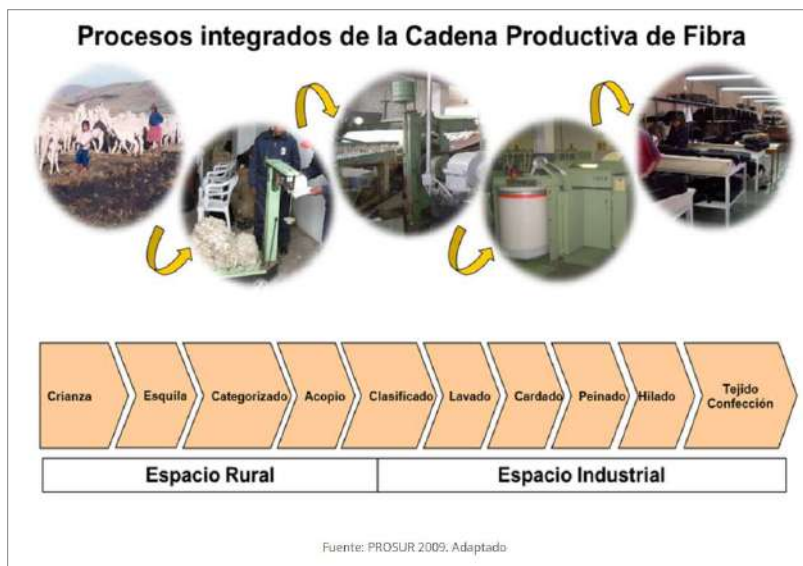 Procesos integrados de la Cadena Productiva de Fibra
Crianza
Esquila
Categorizado
Acopio
Clasificado
Lavado
Cardado
Peinado
Hilado
Tejido
Confección
Espacio Rural
Espacio Industrial
Fuente: PROSUR 2009. Adaptado